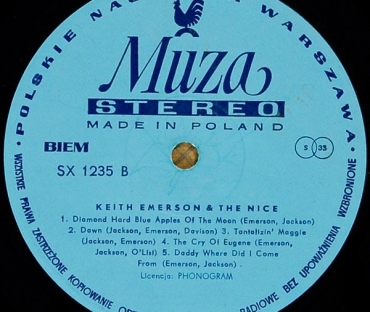 POLSKIE NA WARSZAWA
Muza
STEREO
MADE IN POLAND
BIEM
S 33
SX 1235 B
KEITH EMERSON & THE NICE
1. Diamond Hard Blue Apples Of The Moon (Emerson, Jackson)
2. Dawn (Jackson, Emerson, Davison) 3. Tantalizin' Maggie
(Jackson, Emerson) 4. The Cry Of Eugene (Emerson,
Jackson, O'List) 5. Daddy Where Did I Come
From (Emerson, Jackson) .
Licencja: PHONOGRAM
WSZYSTKIE PRAWA ZASTRZEŻONE KOPIOWANIE RADIOWE BEZ UPOWAŻNIENIA WZBRONIONE